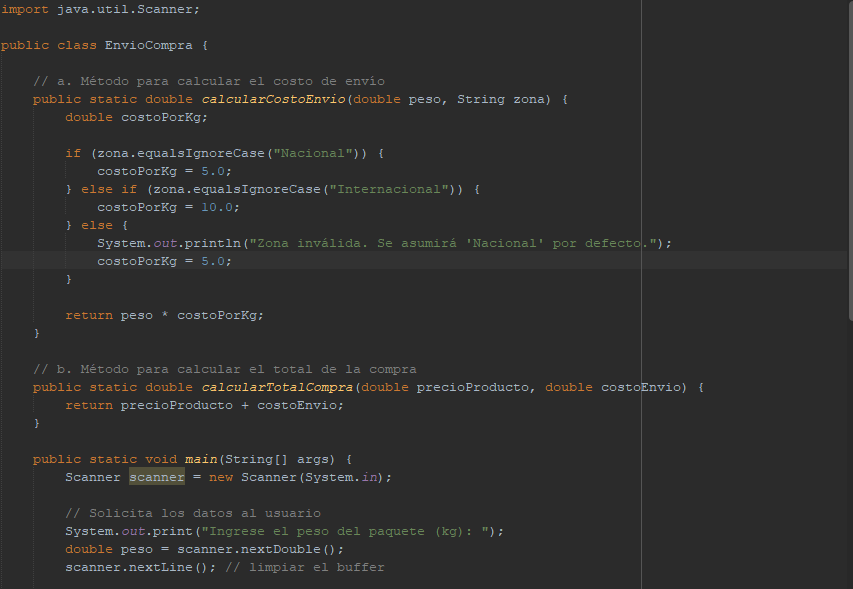 import java.util.Scanner;
public class EnvioCompra {
// a. Método para calcular el costo de envío
public static double calcularCostoEnvio(double peso, String zona) {
double costoPorKg;
if (zona.equalsIgnoreCase("Nacional")) {
costoPorKg = 5.0;
} else if (zona.equalsIgnoreCase("Internacional")) {
costoPorKg = 10.0;
} else {
System.out.println("Zona inválida. Se asumirá 'Nacional' por defecto.");
costoPorKg = 5.0;
}
return peso * costoPorKg;
}
// b. Método para calcular el total de la compra
public static double calcularTotalCompra(double precioProducto, double costoEnvio) {
return precioProducto + costoEnvio;
}
public static void main(String[] args) {
Scanner scanner = new Scanner(System.in);
// Solicita los datos al usuario
System.out.print("Ingrese el peso del paquete (kg): ");
double peso = scanner.nextDouble();
scanner.nextLine(); // limpiar el buffer